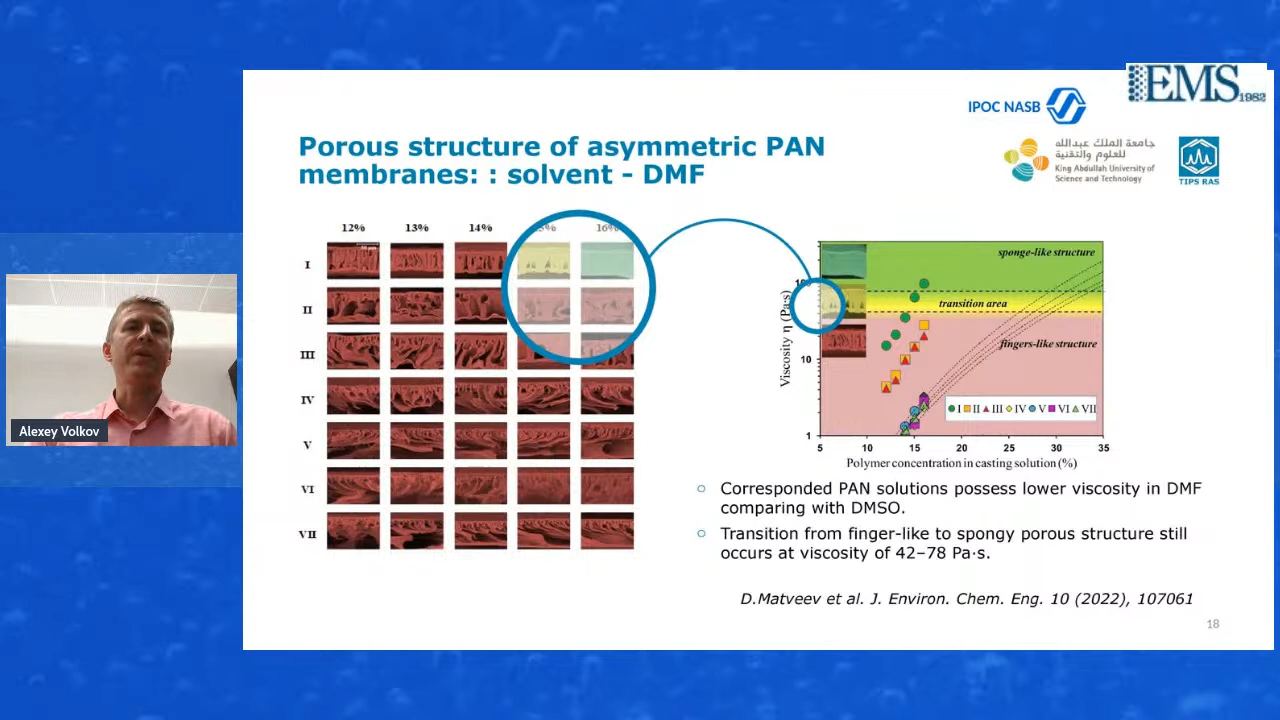 EMS 1982
IPOC NASB
Porous structure of asymmetric PAN
membranes: : solvent - DMF
جامعة الملك عبدالله
للعلوم والتقنية
King Abdullah University of
Science and Technology
TIPS RAS
12% 13% 14% 15% 16%
I
II
III
IV
V
VI
VII
sponge-like structure
transition area
fingers-like structure
Viscosity η (Pa·s)
100
10
1
I II III IV V VI VII
5 10 15 20 25 30 35
Polymer concentration in casting solution (%)
Alexey Volkov
○ Corresponded PAN solutions possess lower viscosity in DMF
comparing with DMSO.
○ Transition from finger-like to spongy porous structure still
occurs at viscosity of 42–78 Pa·s.
D.Matveev et al. J. Environ. Chem. Eng. 10 (2022), 107061
18